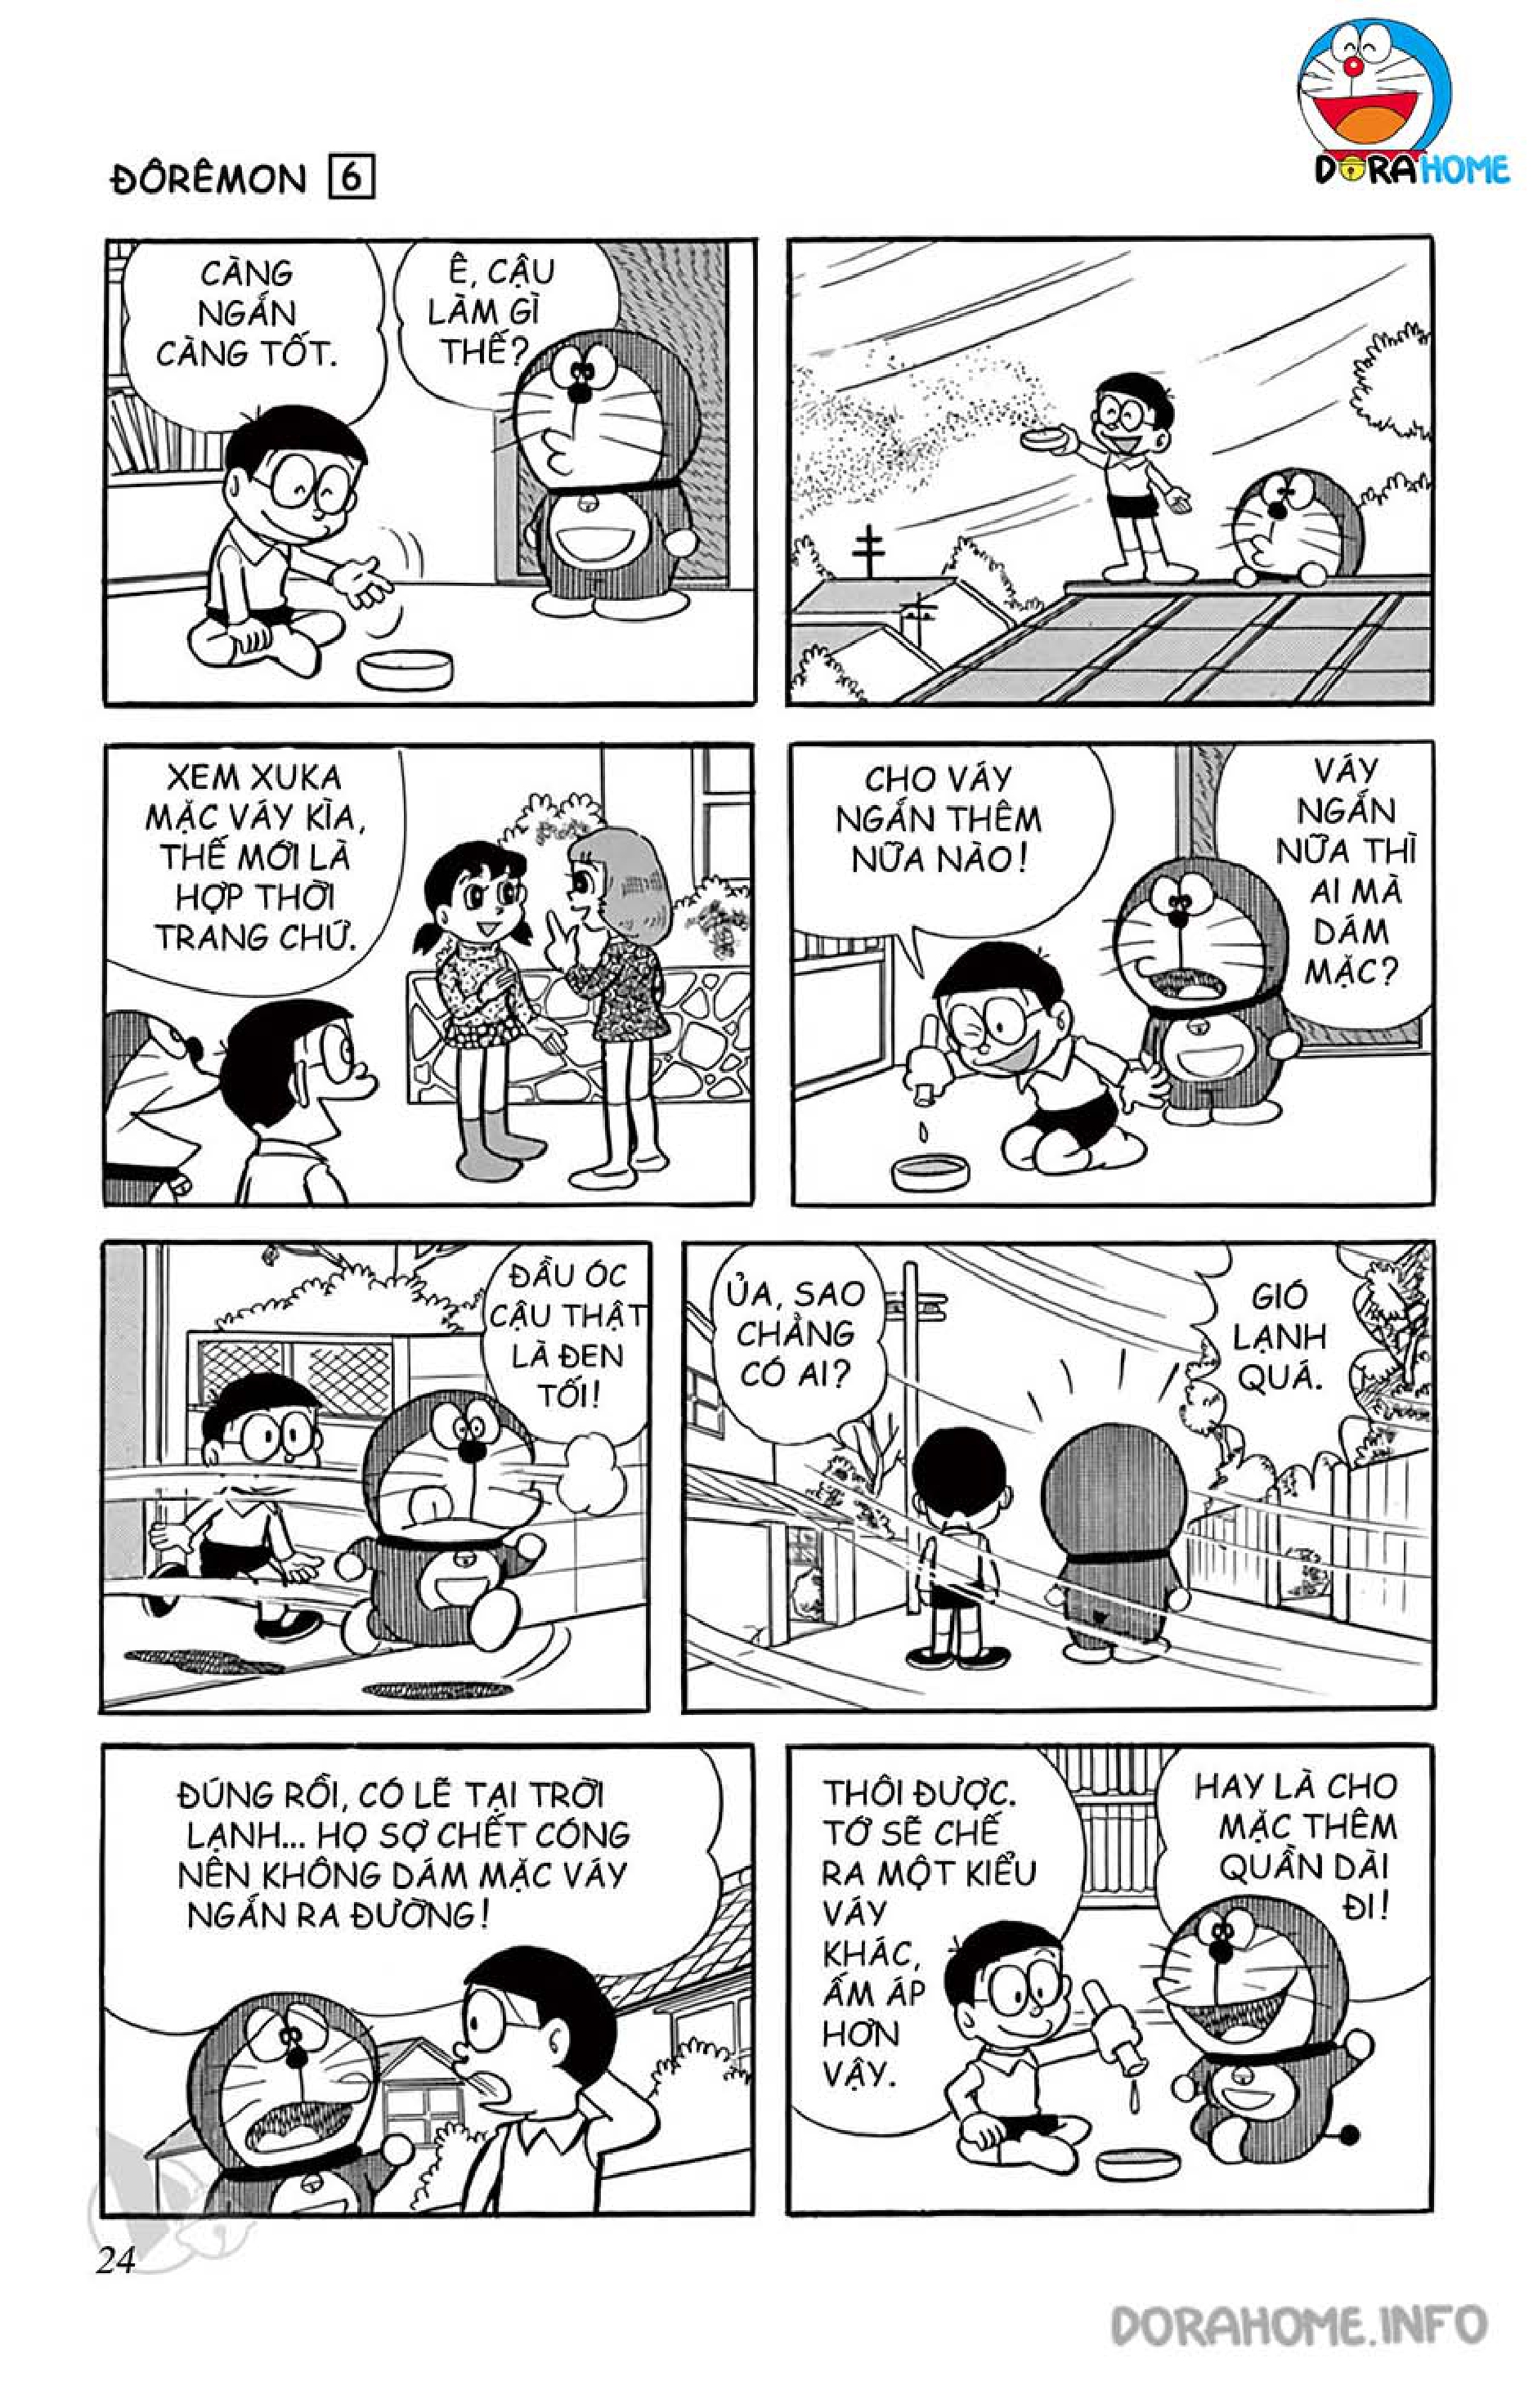 ĐÔRÊMON 6
DORAHOME
CÀNG
NGẮN
CÀNG TỐT.
Ê, CẬU
LÀM GÌ
THẾ?
XEM XUKA
MẶC VÁY KÌA,
THẾ MỚI LÀ
HỢP THỜI
TRANG CHỨ.
CHO VÁY
NGẮN THÊM
NỮA NÀO!
VÁY
NGẮN
NỮA THÌ
AI MÀ
DÁM
MẶC?
ĐẦU ÓC
CẬU THẬT
LÀ ĐEN
TỐI!
ỦA, SAO
CHẲNG
CÓ AI?
GIÓ
LẠNH
QUÁ.
ĐÚNG RỒI, CÓ LẼ TẠI TRỜI
LẠNH... HỌ SỢ CHẾT CÓNG
NÊN KHÔNG DÁM MẶC VÁY
NGẮN RA ĐƯỜNG!
THÔI ĐƯỢC.
TỚ SẼ CHẾ
RA MỘT KIỂU
VÁY
KHÁC,
ẤM ÁP
HƠN
VẬY.
HAY LÀ CHO
MẶC THÊM
QUẦN DÀI
ĐI!
24
DORAHOME.INFO